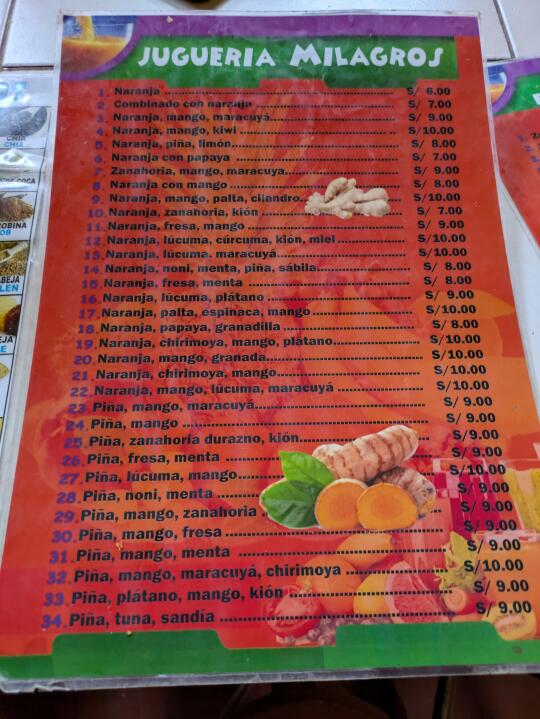 JUGUERIA MILAGROS
1. Naranja ........ S/ 6.00
2. Combinado con naranja ........ S/ 7.00
3. Naranja, mango, maracuyá ........ S/ 9.00
4. Naranja, mango, kiwi ........ S/10.00
5. Naranja, piña, limón ........ S/ 8.00
6. Naranja con papaya ........ S/ 7.00
7. Zanahoria, mango, maracuya ........ S/ 9.00
8. Naranja con mango ........ S/ 8.00
9. Naranja, mango, palta, cilandro ........ S/10.00
10. Naranja, zanahoria, kión ........ S/ 7.00
11. Naranja, fresa, mango ........ S/ 9.00
12. Naranja, lúcuma, cúrcuma, kión, miel ........ S/10.00
13. Naranja, lúcuma, maracuyá ........ S/10.00
14. Naranja, noni, menta, piña, sábila ........ S/ 8.00
15. Naranja, fresa, menta ........ S/ 8.00
16. Naranja, lúcuma, plátano ........ S/ 9.00
17. Naranja, palta, espinaca, mango ........ S/10.00
18. Naranja, papaya, granadilla ........ S/ 8.00
19. Naranja, chirimoya, mango, plátano ........ S/10.00
20. Naranja, mango, granada ........ S/10.00
21. Naranja, chirimoya, mango ........ S/10.00
22. Naranja, mango, lúcuma, maracuyá ........ S/10.00
23. Piña, mango, maracuyá ........ S/ 9.00
24. Piña, mango ........ S/ 9.00
25. Piña, zanahoria durazno, kión ........ S/9.00
26. Piña, fresa, menta ........ S/ 9.00
27. Piña, lúcuma, mango ........ S/10.00
28. Piña, noni, menta ........ S/ 9.00
29. Piña, mango, zanahoria ........ S/ 9.00
30. Piña, mango, fresa ........ S/ 9.00
31. Piña, mango, menta ........ S/ 9.00
32. Piña, mango, maracuyá, chirimoya ........ S/10.00
33. Piña, plátano, mango, kión ........ S/ 9.00
34. Piña, tuna, sandía ........ S/ 9.00
CHIA
COCA
ROBINA
OB
BEJA
LEN
EJA
E